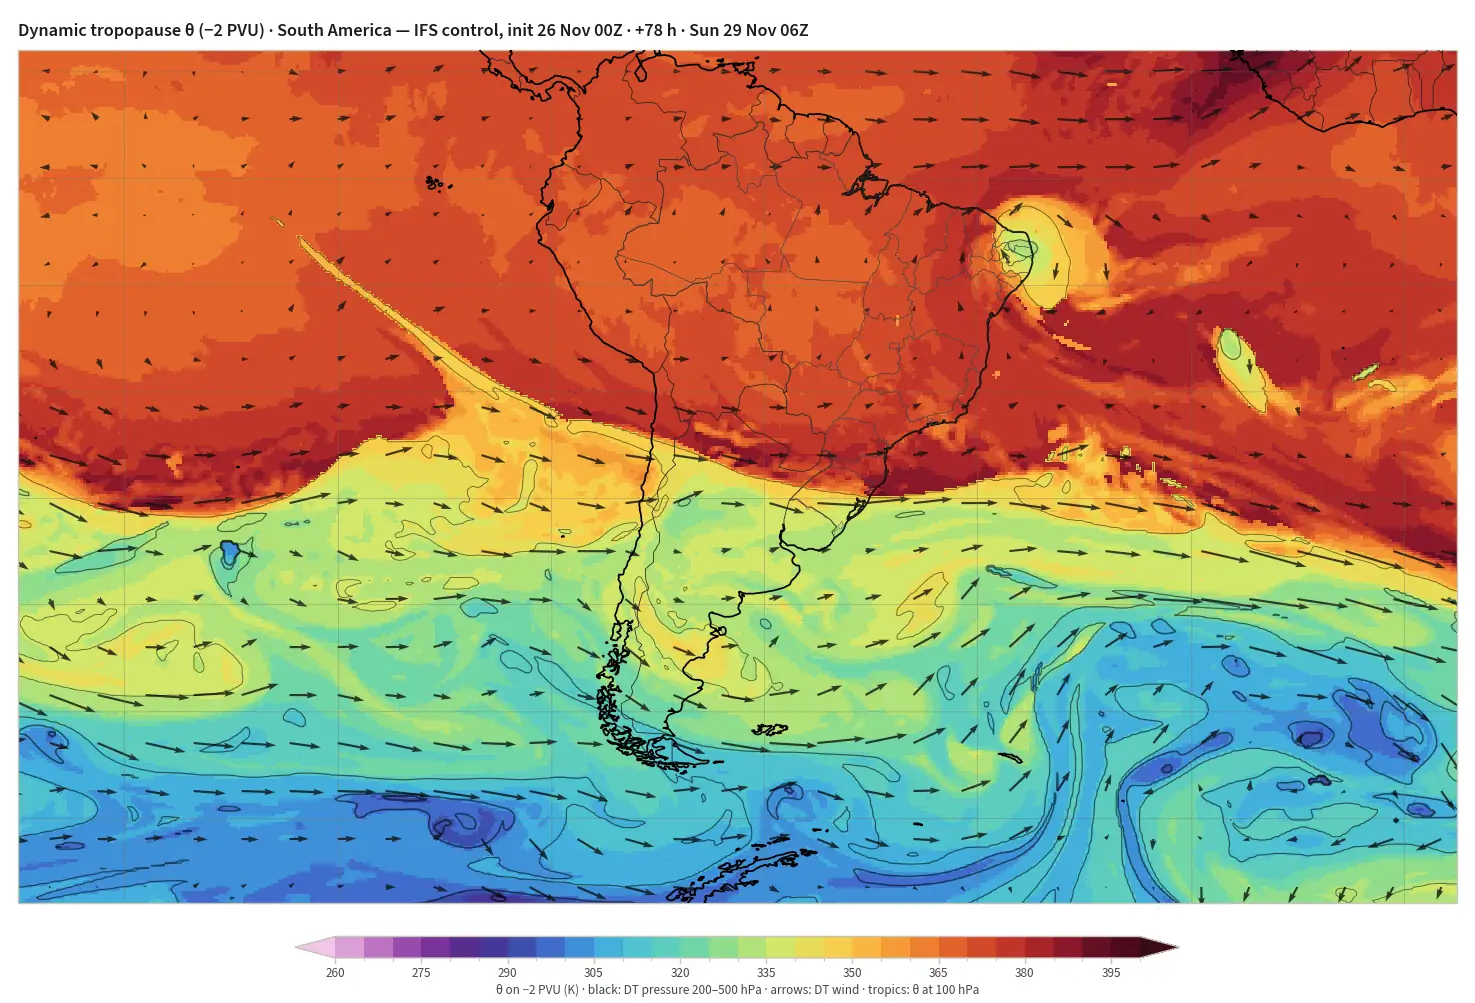 Dynamic tropopause θ (−2 PVU) · South America — IFS control, init 26 Nov 00Z · +78 h · Sun 29 Nov 06Z
260 275 290 305 320 335 350 365 380 395
θ on −2 PVU (K) · black: DT pressure 200–500 hPa · arrows: DT wind · tropics: θ at 100 hPa